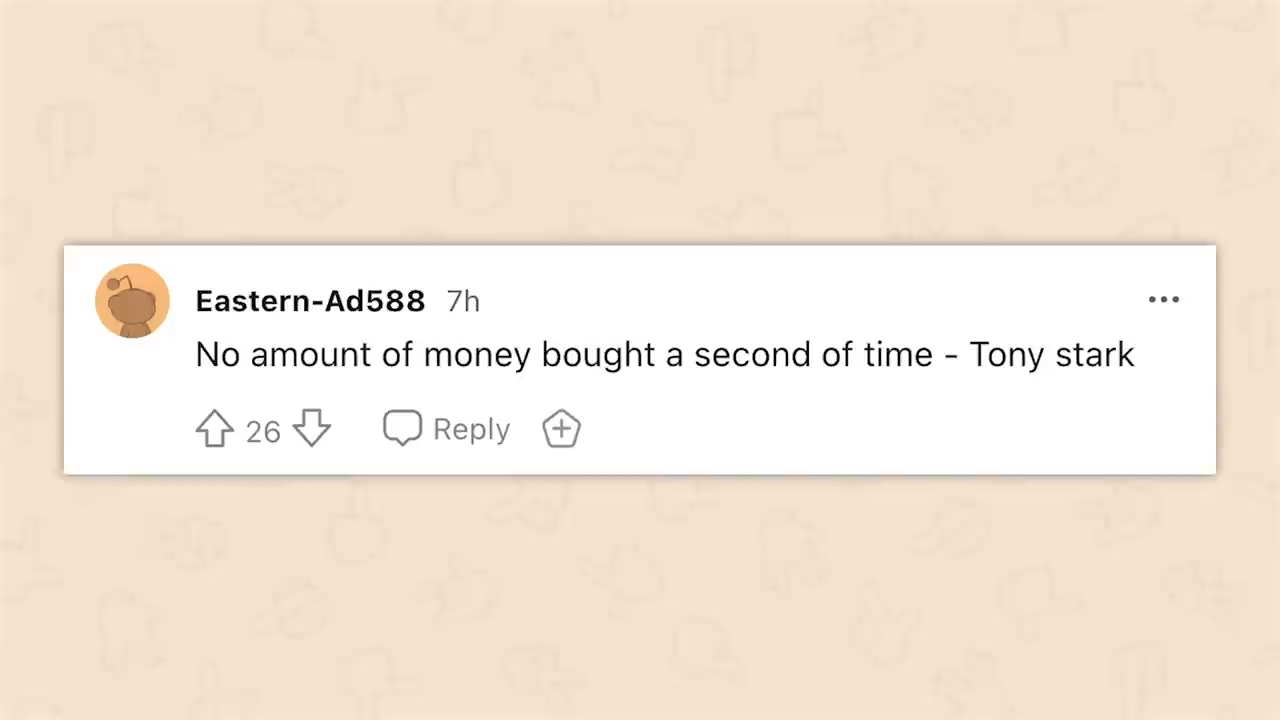 Eastern-Ad588 7h
No amount of money bought a second of time - Tony stark
26 Reply